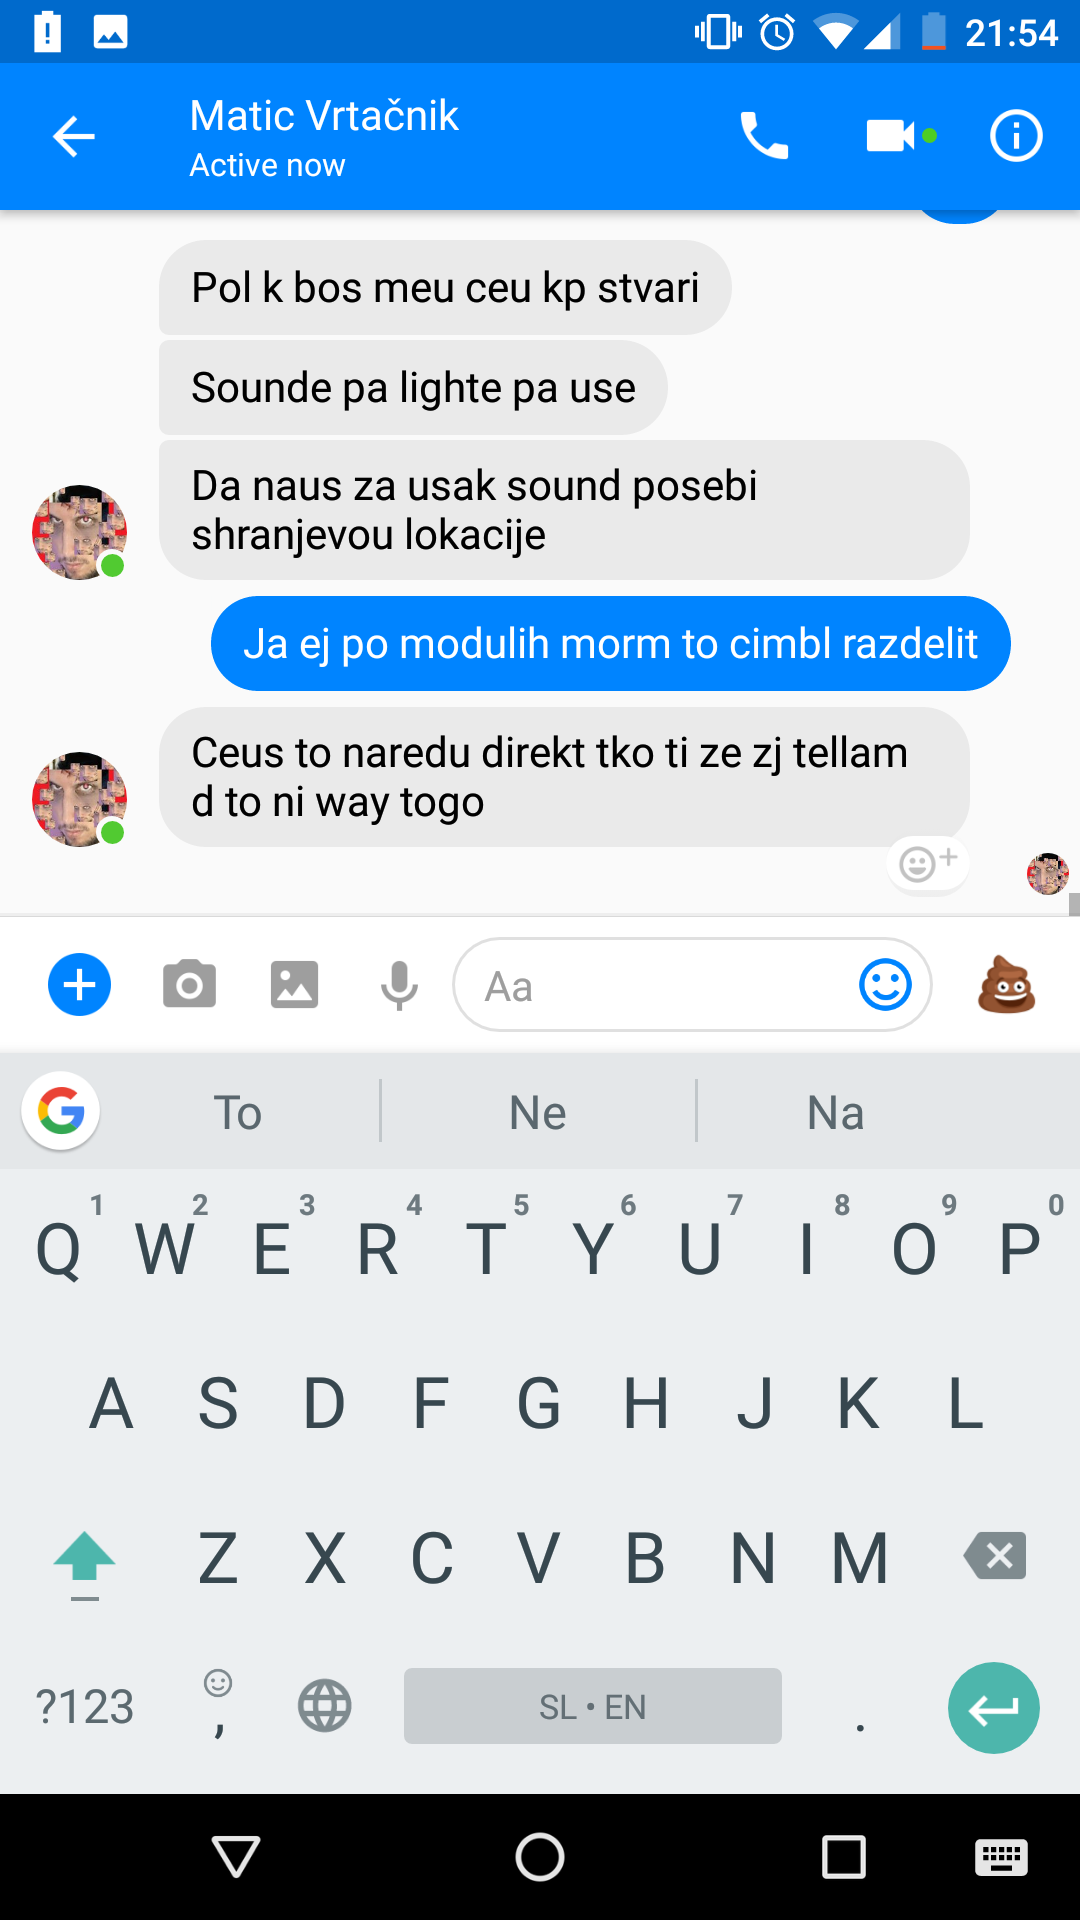 21:54
Matic Vrtačnik
Active now
Pol k bos meu ceu kp stvari
Sounde pa lighte pa use
Da naus za usak sound posebi
shranjevou lokacije
Ja ej po modulih morm to cimbl razdelit
Ceus to naredu direkt tko ti ze zj tellam
d to ni way togo
Aa
To Ne Na
1 2 3 4 5 6 7 8 9 0
Q W E R T Y U I O P
A S D F G H J K L
Z X C V B N M
?123 , SL • EN .